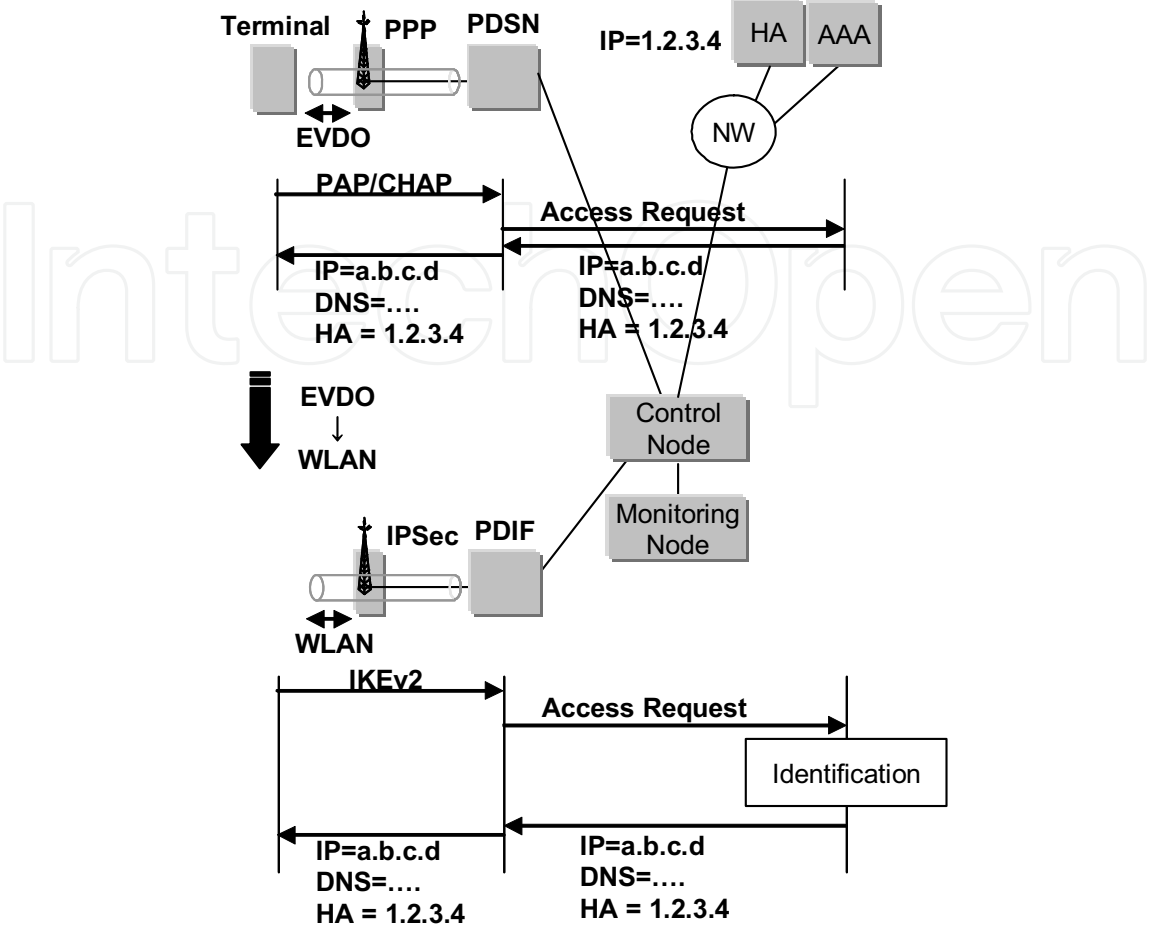 Terminal
PPP
PDSN
IP=1.2.3.4
HA
AAA
NW
EVDO
PAP/CHAP
Access Request
IP=a.b.c.d
DNS=....
HA = 1.2.3.4
IP=a.b.c.d
DNS=....
HA = 1.2.3.4
IntechOpen
EVDO
↓
WLAN
Control
Node
Monitoring
Node
IPSec
PDIF
WLAN
IKEv2
Access Request
Identification
IP=a.b.c.d
DNS=....
HA = 1.2.3.4
IP=a.b.c.d
DNS=....
HA = 1.2.3.4